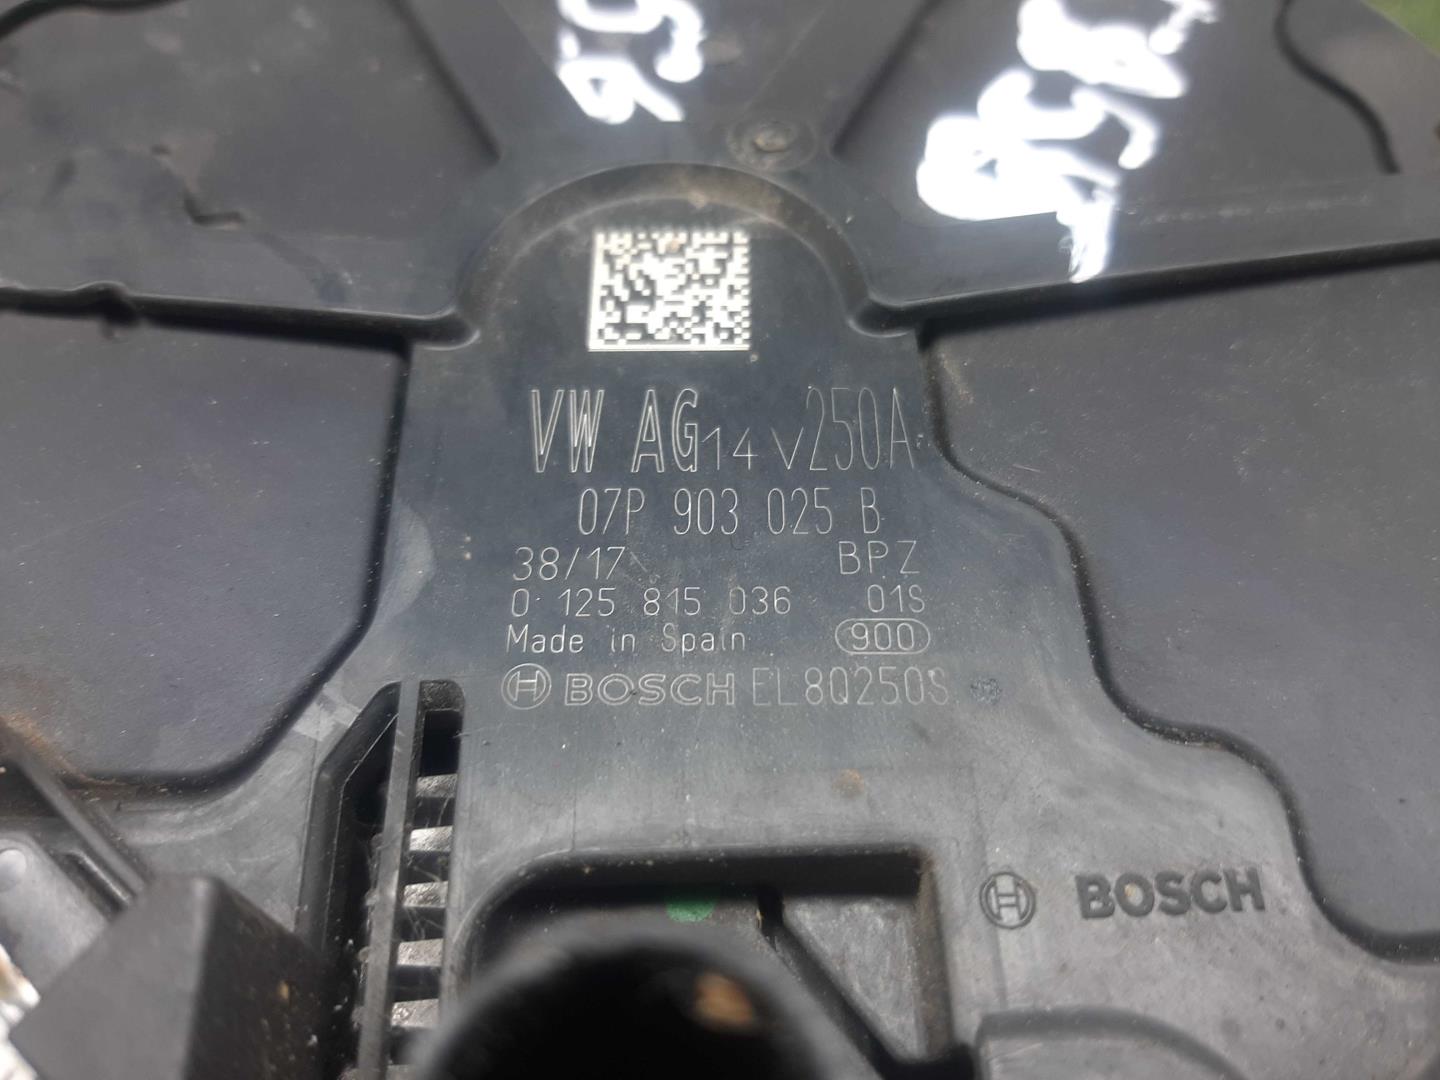 VW AG 14V 250A
07P 903 025 B
38/17 BPZ
0 125 815 036 01S
Made in Spain 900
BOSCH EL8Q250S
BOSCH